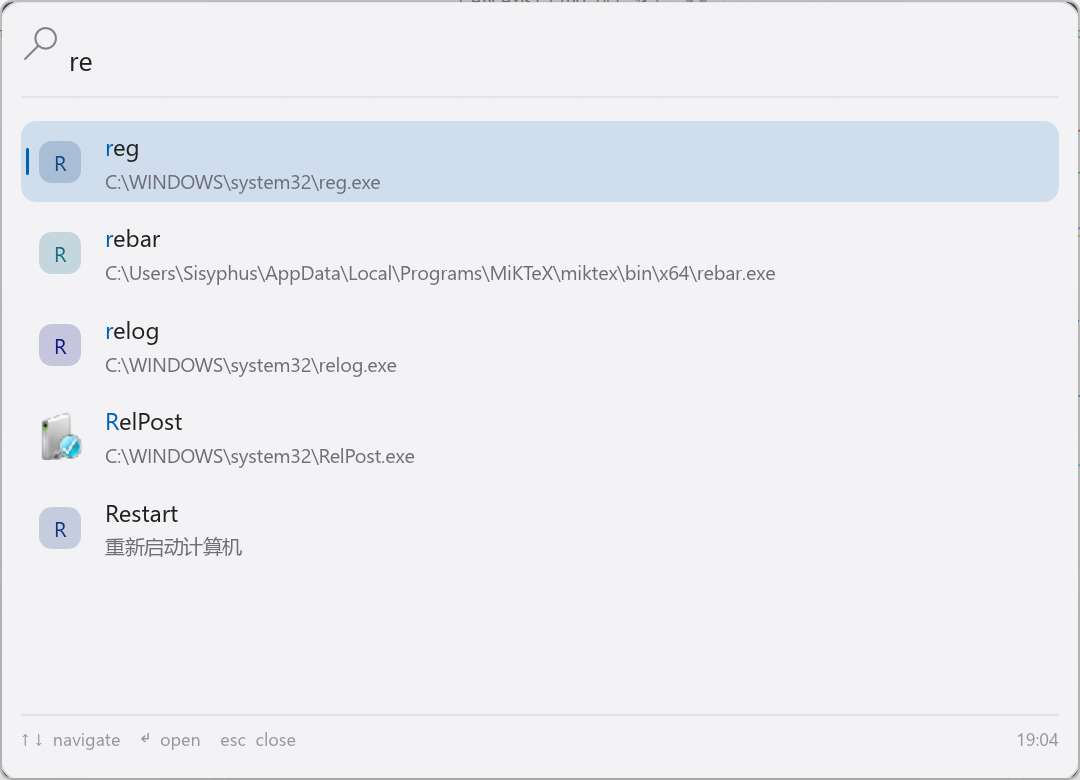 re
R
reg
C:\WINDOWS\system32\reg.exe
R
rebar
C:\Users\Sisyphus\AppData\Local\Programs\MiKTeX\miktex\bin\x64\rebar.exe
R
relog
C:\WINDOWS\system32\relog.exe
RelPost
C:\WINDOWS\system32\RelPost.exe
R
Restart
重新启动计算机
↑↓ navigate ↵ open esc close 19:04